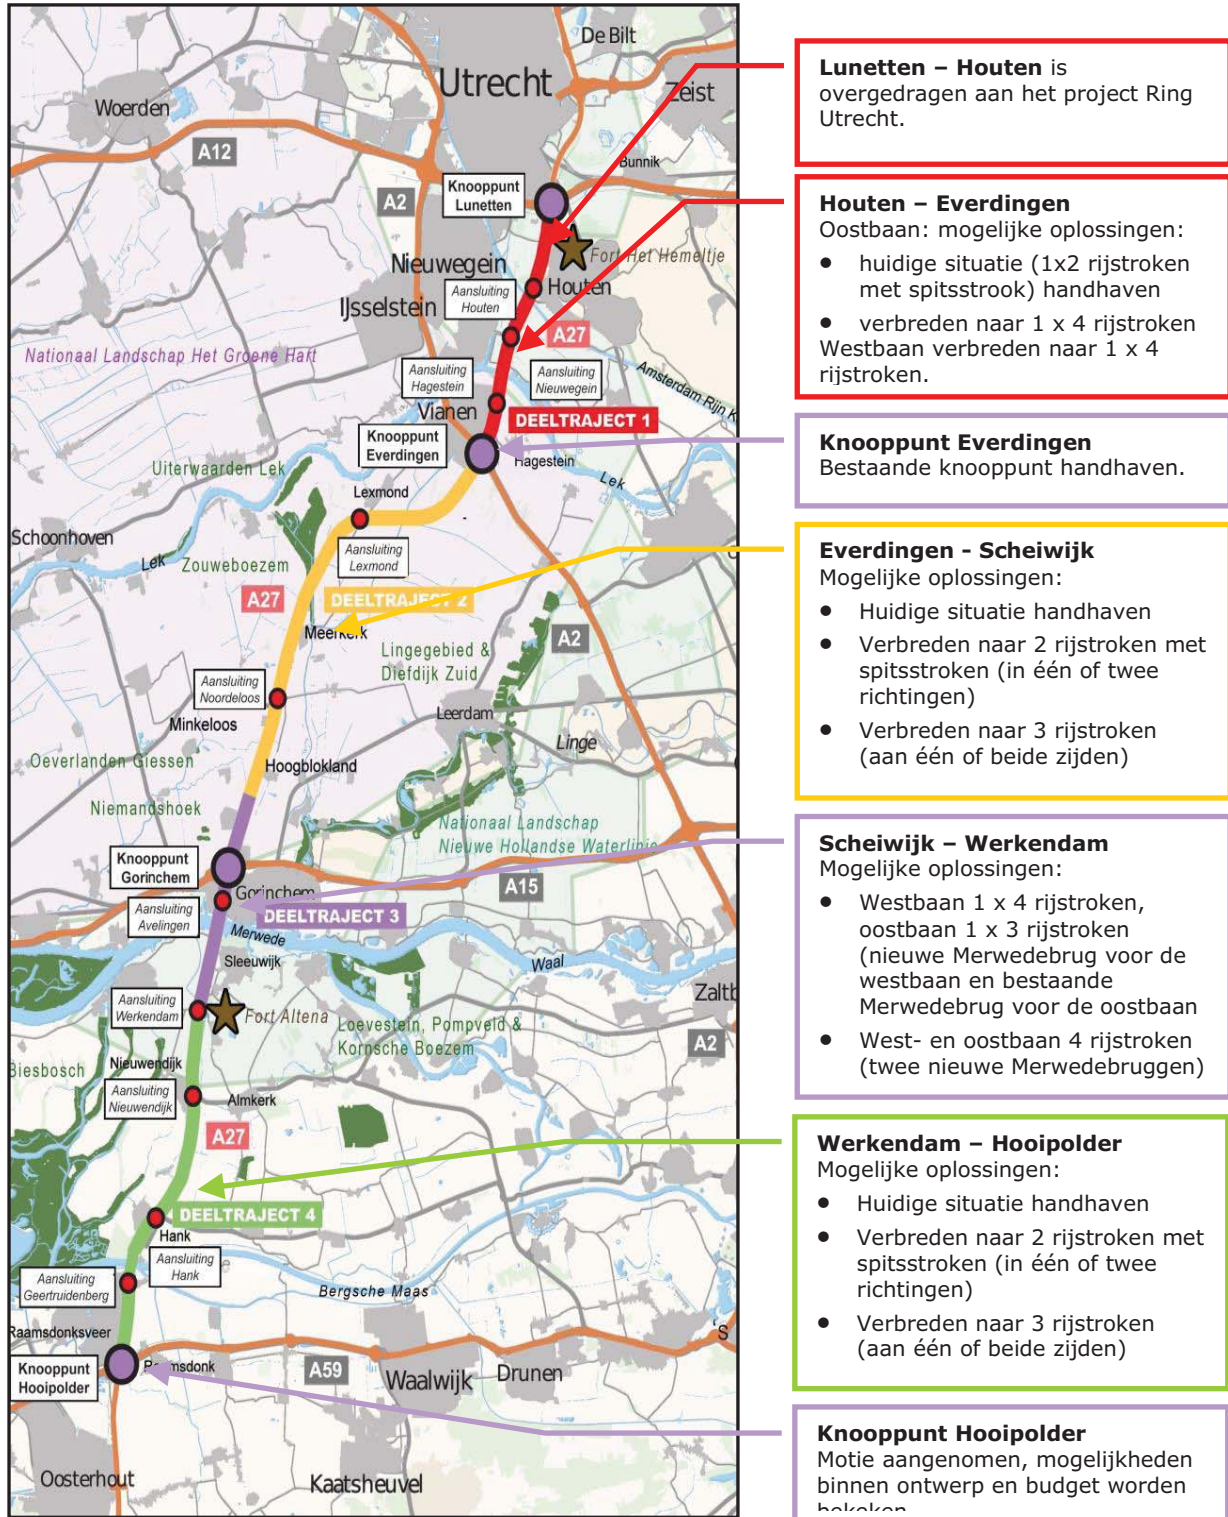 De Bilt
Utrecht
Zeist
Woerden
A12
Bunnik
Knooppunt
Lunetten
A2
Fort Het Hemeltje
Nieuwegein
Aansluiting
Houten
Houten
IJsselstein
A27
Nationaal Landschap Het Groene Hart
Aansluiting
Hagestein
Aansluiting
Nieuwegein
Amsterdam Rijn K
Vianen
DEELTRAJECT 1
Knooppunt
Everdingen
Hagestein
Uiterwaarden Lek
Lek
Lexmond
Schoonhoven
Aansluiting
Lexmond
Lek
Zouweboezem
A27
DEELTRAJECT 2
Meerkerk
A2
Lingegebied &
Diefdijk Zuid
Aansluiting
Noordeloos
Minkeloos
Leerdam
Linge
Oeverlanden Giessen
Hoogblokland
Niemandshoek
Nationaal Landschap
Nieuwe Hollandse Waterlinie
Knooppunt
Gorinchem
A15
Gorinchem
Aansluiting
Avelingen
DEELTRAJECT 3
Merwede
Sleeuwijk
Waal
Zaltb
Aansluiting
Werkendam
Fort Altena
Loevestein, Pompveld &
Kornsche Boezem
A2
Biesbosch
Nieuwendijk
Aansluiting
Nieuwendijk
Almkerk
A27
DEELTRAJECT 4
Hank
Aansluiting
Hank
Aansluiting
Geertruidenberg
Bergsche Maas
Raamsdonksveer
'S
Knooppunt
Hooipolder
Raamsdonk
A59
Waalwijk
Drunen
Oosterhout
Kaatsheuvel
Lunetten – Houten is
overgedragen aan het project Ring
Utrecht.
Houten – Everdingen
Oostbaan: mogelijke oplossingen:
• huidige situatie (1x2 rijstroken
met spitsstrook) handhaven
• verbreden naar 1 x 4 rijstroken
Westbaan verbreden naar 1 x 4
rijstroken.
Knooppunt Everdingen
Bestaande knooppunt handhaven.
Everdingen - Scheiwijk
Mogelijke oplossingen:
• Huidige situatie handhaven
• Verbreden naar 2 rijstroken met
spitsstroken (in één of twee
richtingen)
• Verbreden naar 3 rijstroken
(aan één of beide zijden)
Scheiwijk – Werkendam
Mogelijke oplossingen:
• Westbaan 1 x 4 rijstroken,
oostbaan 1 x 3 rijstroken
(nieuwe Merwedebrug voor de
westbaan en bestaande
Merwedebrug voor de oostbaan
• West- en oostbaan 4 rijstroken
(twee nieuwe Merwedebruggen)
Werkendam – Hooipolder
Mogelijke oplossingen:
• Huidige situatie handhaven
• Verbreden naar 2 rijstroken met
spitsstroken (in één of twee
richtingen)
• Verbreden naar 3 rijstroken
(aan één of beide zijden)
Knooppunt Hooipolder
Motie aangenomen, mogelijkheden
binnen ontwerp en budget worden
bekeken